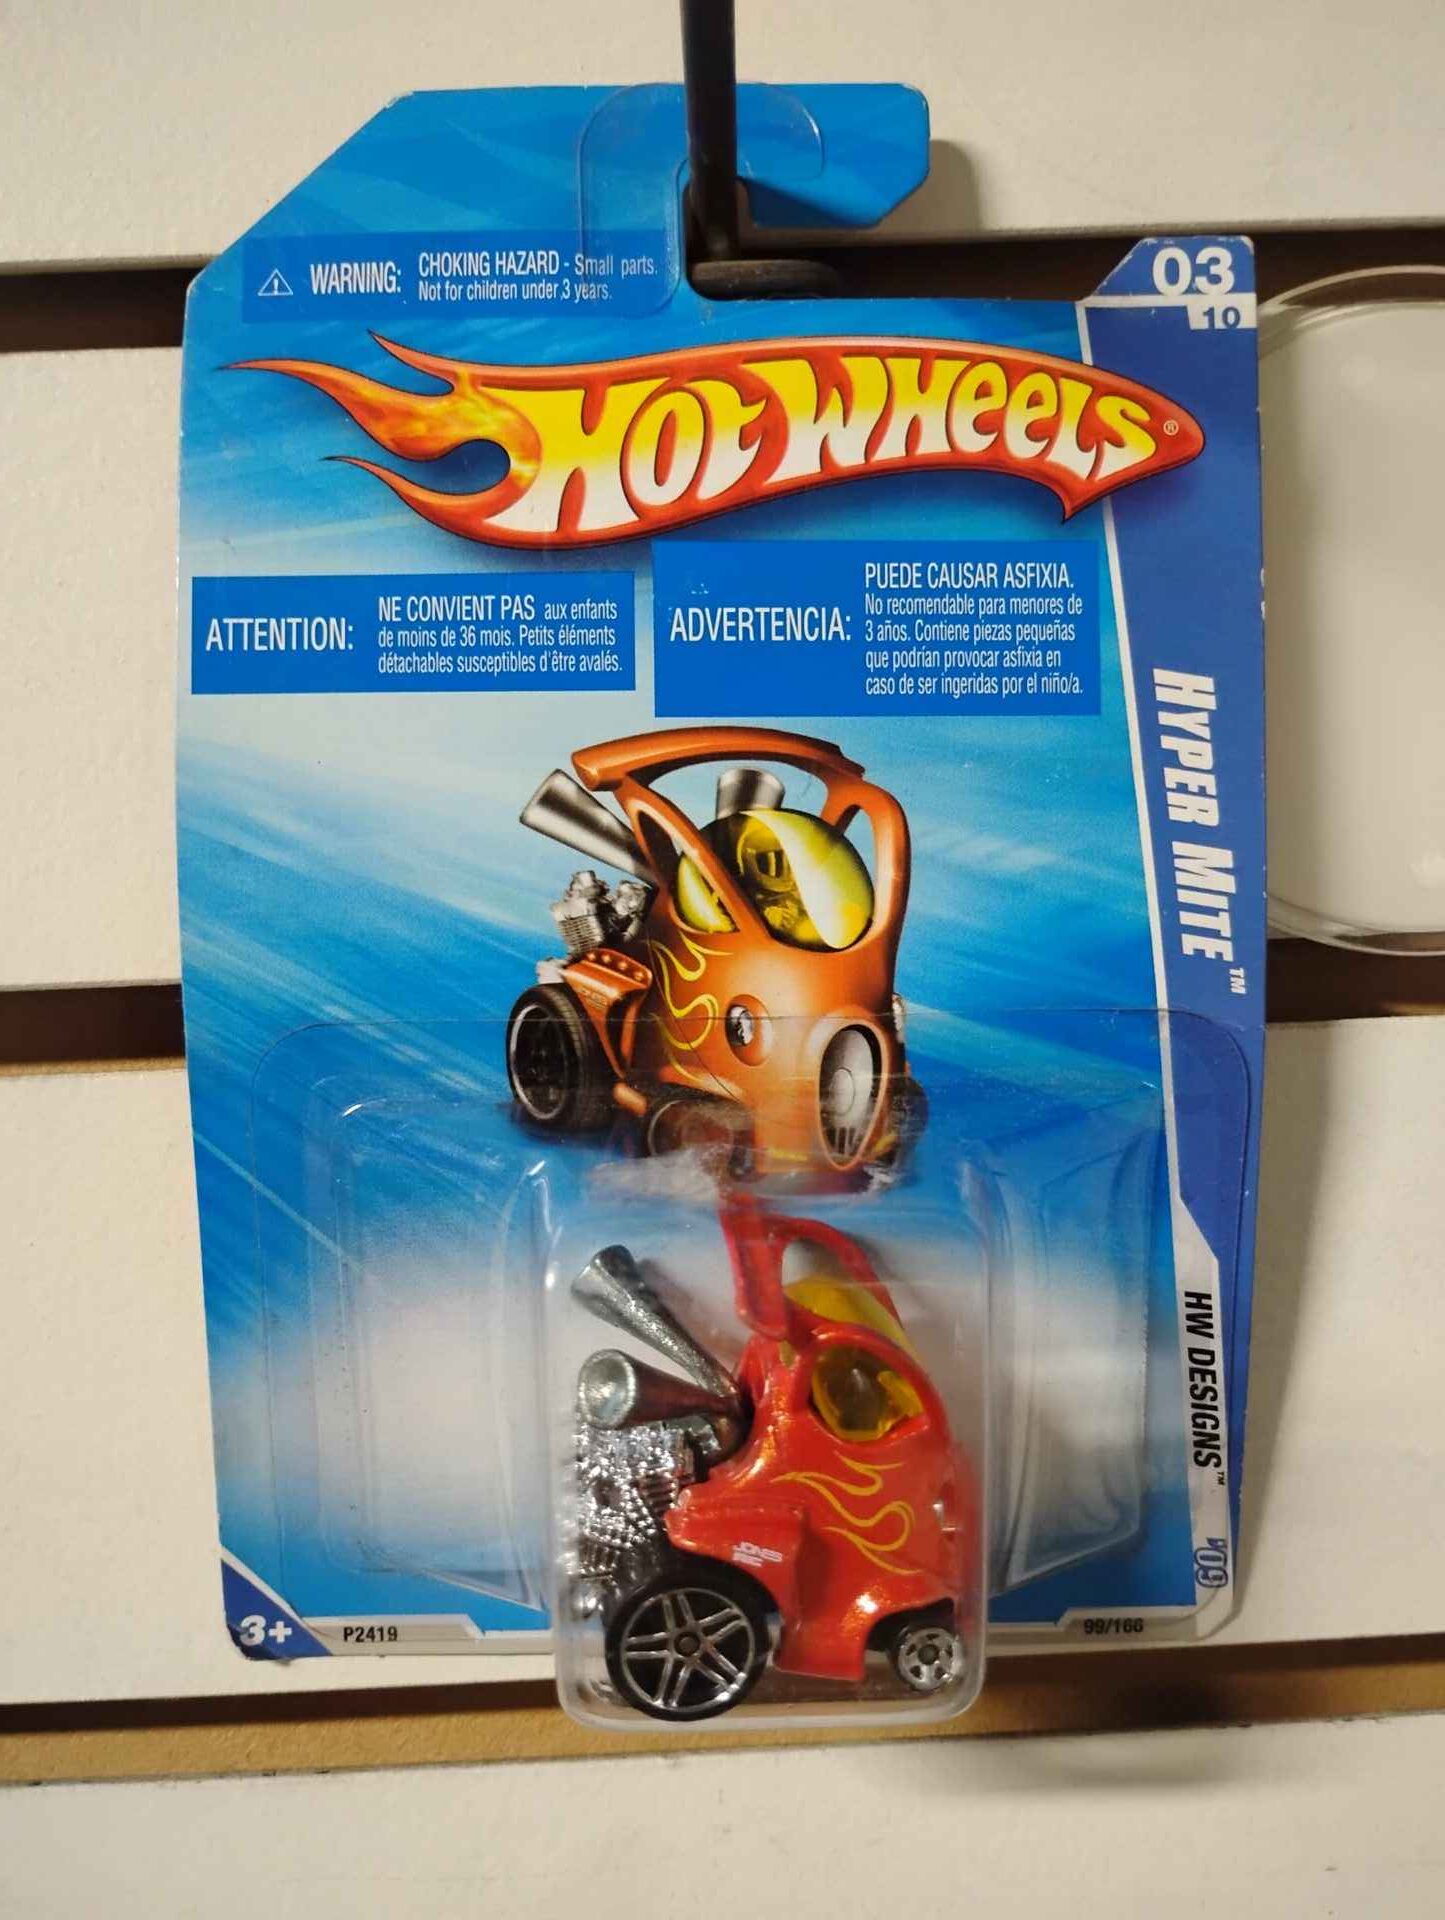 WARNING:
CHOKING HAZARD - Small parts.
Not for children under 3 years.
03
10
HOT WHEELS®
ATTENTION:
NE CONVIENT PAS aux enfants
de moins de 36 mois. Petits éléments
détachables susceptibles d'être avalés.
ADVERTENCIA:
PUEDE CAUSAR ASFIXIA.
No recomendable para menores de
3 años. Contiene piezas pequeñas
que podrían provocar asfixia en
caso de ser ingeridas por el niño/a.
HYPER MITE™
HW DESIGNS™
'09
JONES
3+
P2419
99/166